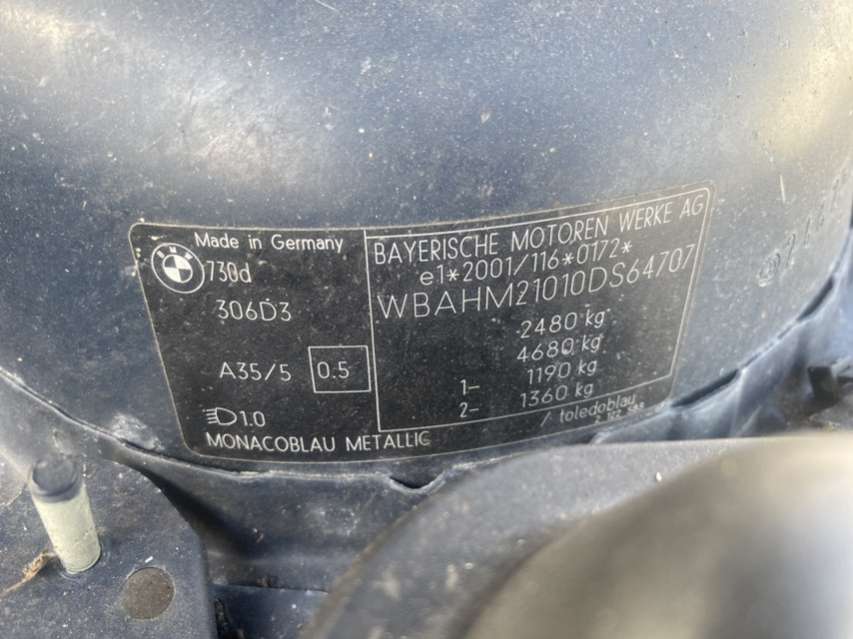 BMW
Made in Germany
730d
306D3
A35/5 0.5
1.0
MONACOBLAU METALLIC
BAYERISCHE MOTOREN WERKE AG
e1*2001/116*0172*
WBAHM21010DS64707
2480 kg
4680 kg
1- 1190 kg
2- 1360 kg
/ toledoblau